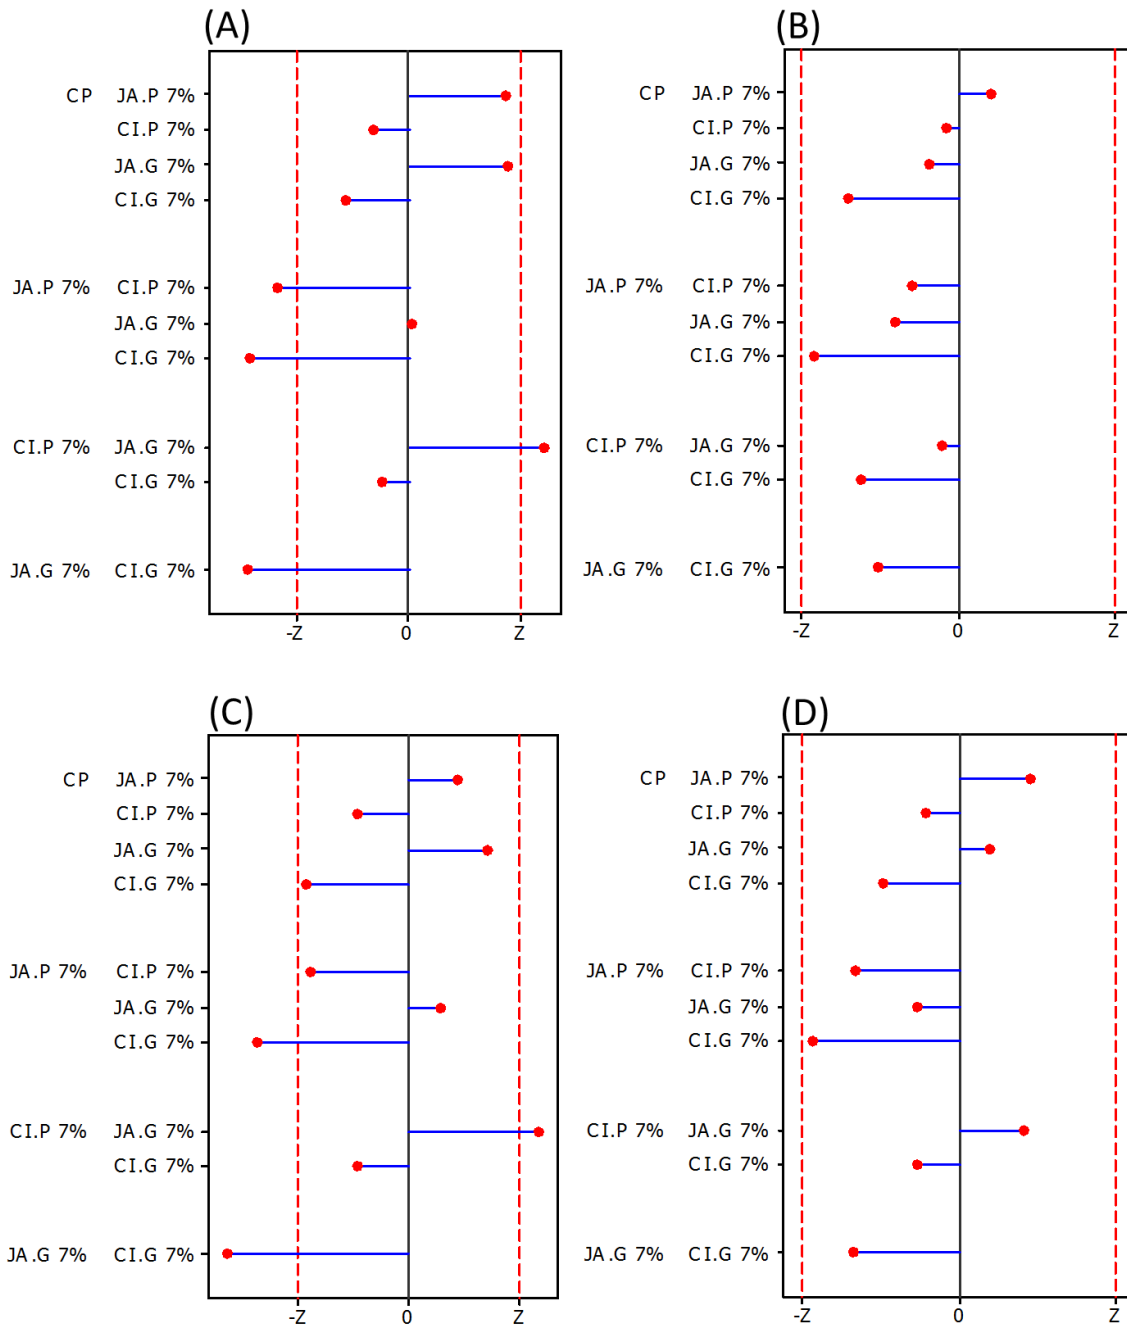 (A)
CP JA.P 7%
CI.P 7%
JA.G 7%
CI.G 7%
JA.P 7% CI.P 7%
JA.G 7%
CI.G 7%
CI.P 7% JA.G 7%
CI.G 7%
JA.G 7% CI.G 7%
-Z 0 Z
(B)
CP JA.P 7%
CI.P 7%
JA.G 7%
CI.G 7%
JA.P 7% CI.P 7%
JA.G 7%
CI.G 7%
CI.P 7% JA.G 7%
CI.G 7%
JA.G 7% CI.G 7%
-Z 0 Z
(C)
CP JA.P 7%
CI.P 7%
JA.G 7%
CI.G 7%
JA.P 7% CI.P 7%
JA.G 7%
CI.G 7%
CI.P 7% JA.G 7%
CI.G 7%
JA.G 7% CI.G 7%
-Z 0 Z
(D)
CP JA.P 7%
CI.P 7%
JA.G 7%
CI.G 7%
JA.P 7% CI.P 7%
JA.G 7%
CI.G 7%
CI.P 7% JA.G 7%
CI.G 7%
JA.G 7% CI.G 7%
-Z 0 Z